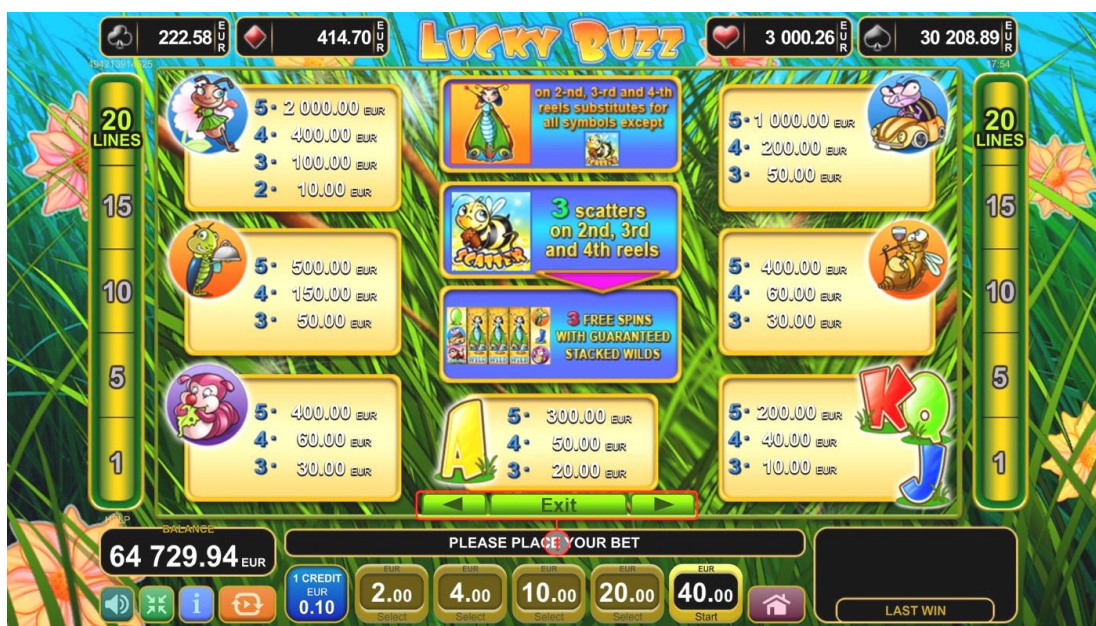 222.58 EUR
414.70 EUR
LUCKY BUZZ
3 000.26 EUR
30 208.89 EUR
17:54
20
LINES
15
10
5
1
5• 2 000.00 EUR
4• 400.00 EUR
3• 100.00 EUR
2• 10.00 EUR
on 2-nd, 3-rd and 4-th
reels substitutes for
all symbols except
5• 1 000.00 EUR
4• 200.00 EUR
3• 50.00 EUR
20
LINES
15
10
5
1
5• 500.00 EUR
4• 150.00 EUR
3• 50.00 EUR
SCATTER
3 scatters
on 2nd, 3rd
and 4th reels
5• 400.00 EUR
4• 60.00 EUR
3• 30.00 EUR
3 FREE SPINS
WITH GUARANTEED
STACKED WILDS
Q
WILD WILD WILD
J
5• 400.00 EUR
4• 60.00 EUR
3• 30.00 EUR
A
5• 300.00 EUR
4• 50.00 EUR
3• 20.00 EUR
5• 200.00 EUR
4• 40.00 EUR
3• 10.00 EUR
K Q J
Exit
HELP
BALANCE
64 729.94 EUR
PLEASE PLACE YOUR BET
1 CREDIT
EUR
0.10
EUR
2.00
Select
EUR
4.00
Select
EUR
10.00
Select
EUR
20.00
Select
EUR
40.00
Start
LAST WIN